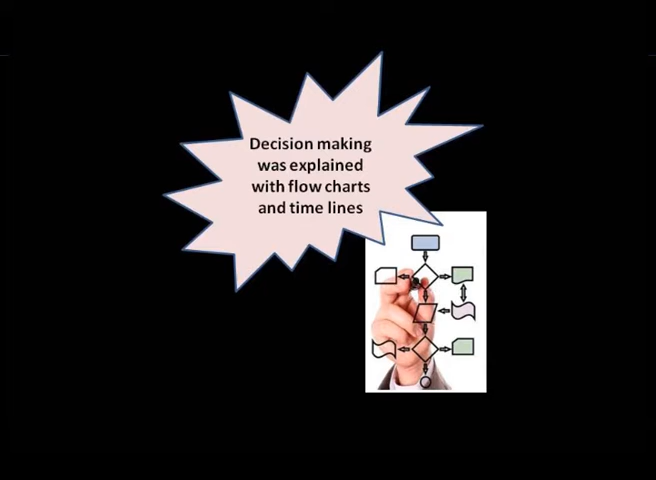 Decision making
was explained
with flow charts
and time lines